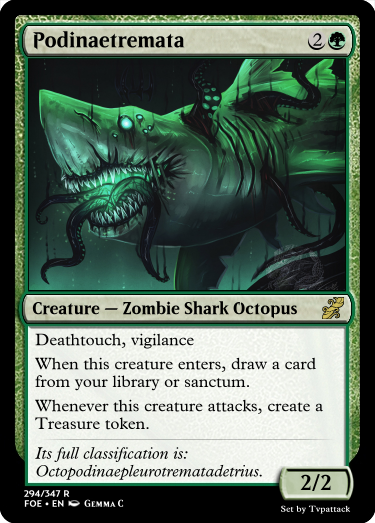 Podinaetremata 2
Creature — Zombie Shark Octopus
Deathtouch, vigilance
When this creature enters, draw a card
from your library or sanctum.
Whenever this creature attacks, create a
Treasure token.
Its full classification is:
Octopodinaepleurotrematadetrius.
2/2
294/347 R
FOE • EN Gemma C
Set by Tvpattack